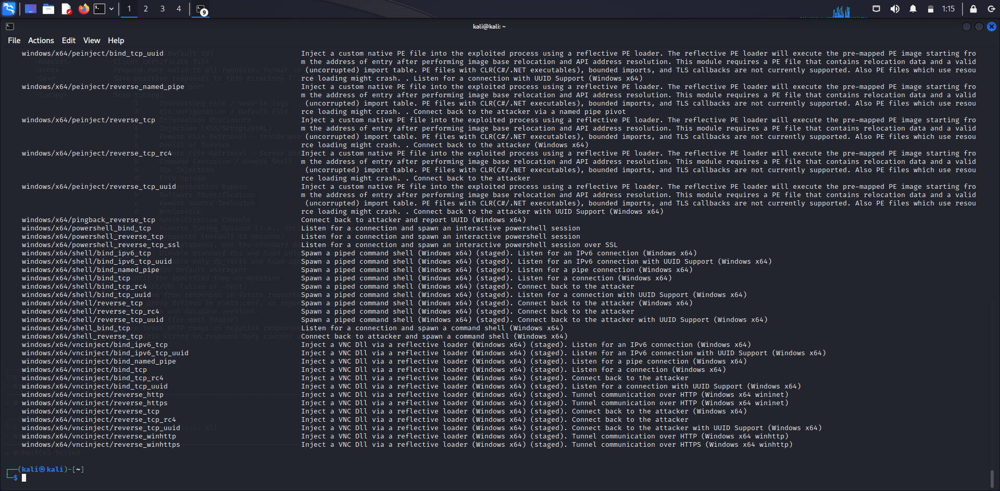 1 2 3 4 9 1:15
kali@kali: ~
File Actions Edit View Help
windows/x64/peinject/bind_tcp_uuid Inject a custom native PE file into the exploited process using a reflective PE loader. The reflective PE loader will execute the pre-mapped PE image starting fro
m the address of entry after performing image base relocation and API address resolution. This module requires a PE file that contains relocation data and a valid
(uncorrupted) import table. PE files with CLR(C#/.NET executables), bounded imports, and TLS callbacks are not currently supported. Also PE files which use resou
rce loading might crash. . Listen for a connection with UUID Support (Windows x64)
windows/x64/peinject/reverse_named_pipe Inject a custom native PE file into the exploited process using a reflective PE loader. The reflective PE loader will execute the pre-mapped PE image starting fro
m the address of entry after performing image base relocation and API address resolution. This module requires a PE file that contains relocation data and a valid
(uncorrupted) import table. PE files with CLR(C#/.NET executables), bounded imports, and TLS callbacks are not currently supported. Also PE files which use resou
rce loading might crash. . Connect back to the attacker via a named pipe pivot
windows/x64/peinject/reverse_tcp Inject a custom native PE file into the exploited process using a reflective PE loader. The reflective PE loader will execute the pre-mapped PE image starting fro
m the address of entry after performing image base relocation and API address resolution. This module requires a PE file that contains relocation data and a valid
(uncorrupted) import table. PE files with CLR(C#/.NET executables), bounded imports, and TLS callbacks are not currently supported. Also PE files which use resou
rce loading might crash. . Connect back to the attacker (Windows x64)
windows/x64/peinject/reverse_tcp_rc4 Inject a custom native PE file into the exploited process using a reflective PE loader. The reflective PE loader will execute the pre-mapped PE image starting fro
m the address of entry after performing image base relocation and API address resolution. This module requires a PE file that contains relocation data and a valid
(uncorrupted) import table. PE files with CLR(C#/.NET executables), bounded imports, and TLS callbacks are not currently supported. Also PE files which use resou
rce loading might crash. . Connect back to the attacker
windows/x64/peinject/reverse_tcp_uuid Inject a custom native PE file into the exploited process using a reflective PE loader. The reflective PE loader will execute the pre-mapped PE image starting fro
m the address of entry after performing image base relocation and API address resolution. This module requires a PE file that contains relocation data and a valid
(uncorrupted) import table. PE files with CLR(C#/.NET executables), bounded imports, and TLS callbacks are not currently supported. Also PE files which use resou
rce loading might crash. . Connect back to the attacker with UUID Support (Windows x64)
windows/x64/pingback_reverse_tcp Connect back to attacker and report UUID (Windows x64)
windows/x64/powershell_bind_tcp Listen for a connection and spawn an interactive powershell session
windows/x64/powershell_reverse_tcp Listen for a connection and spawn an interactive powershell session
windows/x64/powershell_reverse_tcp_ssl Listen for a connection and spawn an interactive powershell session over SSL
windows/x64/shell/bind_ipv6_tcp Spawn a piped command shell (Windows x64) (staged). Listen for an IPv6 connection (Windows x64)
windows/x64/shell/bind_ipv6_tcp_uuid Spawn a piped command shell (Windows x64) (staged). Listen for an IPv6 connection with UUID Support (Windows x64)
windows/x64/shell/bind_named_pipe Spawn a piped command shell (Windows x64) (staged). Listen for a pipe connection (Windows x64)
windows/x64/shell/bind_tcp Spawn a piped command shell (Windows x64) (staged). Listen for a connection (Windows x64)
windows/x64/shell/bind_tcp_rc4 Spawn a piped command shell (Windows x64) (staged). Connect back to the attacker
windows/x64/shell/bind_tcp_uuid Spawn a piped command shell (Windows x64) (staged). Listen for a connection with UUID Support (Windows x64)
windows/x64/shell/reverse_tcp Spawn a piped command shell (Windows x64) (staged). Connect back to the attacker (Windows x64)
windows/x64/shell/reverse_tcp_rc4 Spawn a piped command shell (Windows x64) (staged). Connect back to the attacker
windows/x64/shell/reverse_tcp_uuid Spawn a piped command shell (Windows x64) (staged). Connect back to the attacker with UUID Support (Windows x64)
windows/x64/shell_bind_tcp Listen for a connection and spawn a command shell (Windows x64)
windows/x64/shell_reverse_tcp Connect back to attacker and spawn a command shell (Windows x64)
windows/x64/vncinject/bind_ipv6_tcp Inject a VNC Dll via a reflective loader (Windows x64) (staged). Listen for an IPv6 connection (Windows x64)
windows/x64/vncinject/bind_ipv6_tcp_uuid Inject a VNC Dll via a reflective loader (Windows x64) (staged). Listen for an IPv6 connection with UUID Support (Windows x64)
windows/x64/vncinject/bind_named_pipe Inject a VNC Dll via a reflective loader (Windows x64) (staged). Listen for a pipe connection (Windows x64)
windows/x64/vncinject/bind_tcp Inject a VNC Dll via a reflective loader (Windows x64) (staged). Listen for a connection (Windows x64)
windows/x64/vncinject/bind_tcp_rc4 Inject a VNC Dll via a reflective loader (Windows x64) (staged). Connect back to the attacker
windows/x64/vncinject/bind_tcp_uuid Inject a VNC Dll via a reflective loader (Windows x64) (staged). Listen for a connection with UUID Support (Windows x64)
windows/x64/vncinject/reverse_http Inject a VNC Dll via a reflective loader (Windows x64) (staged). Tunnel communication over HTTP (Windows x64 wininet)
windows/x64/vncinject/reverse_https Inject a VNC Dll via a reflective loader (Windows x64) (staged). Tunnel communication over HTTP (Windows x64 wininet)
windows/x64/vncinject/reverse_tcp Inject a VNC Dll via a reflective loader (Windows x64) (staged). Connect back to the attacker (Windows x64)
windows/x64/vncinject/reverse_tcp_rc4 Inject a VNC Dll via a reflective loader (Windows x64) (staged). Connect back to the attacker
windows/x64/vncinject/reverse_tcp_uuid Inject a VNC Dll via a reflective loader (Windows x64) (staged). Connect back to the attacker with UUID Support (Windows x64)
windows/x64/vncinject/reverse_winhttp Inject a VNC Dll via a reflective loader (Windows x64) (staged). Tunnel communication over HTTP (Windows x64 winhttp)
windows/x64/vncinject/reverse_winhttps Inject a VNC Dll via a reflective loader (Windows x64) (staged). Tunnel communication over HTTPS (Windows x64 winhttp)
┌──(kali㉿kali)-[~]
└─$